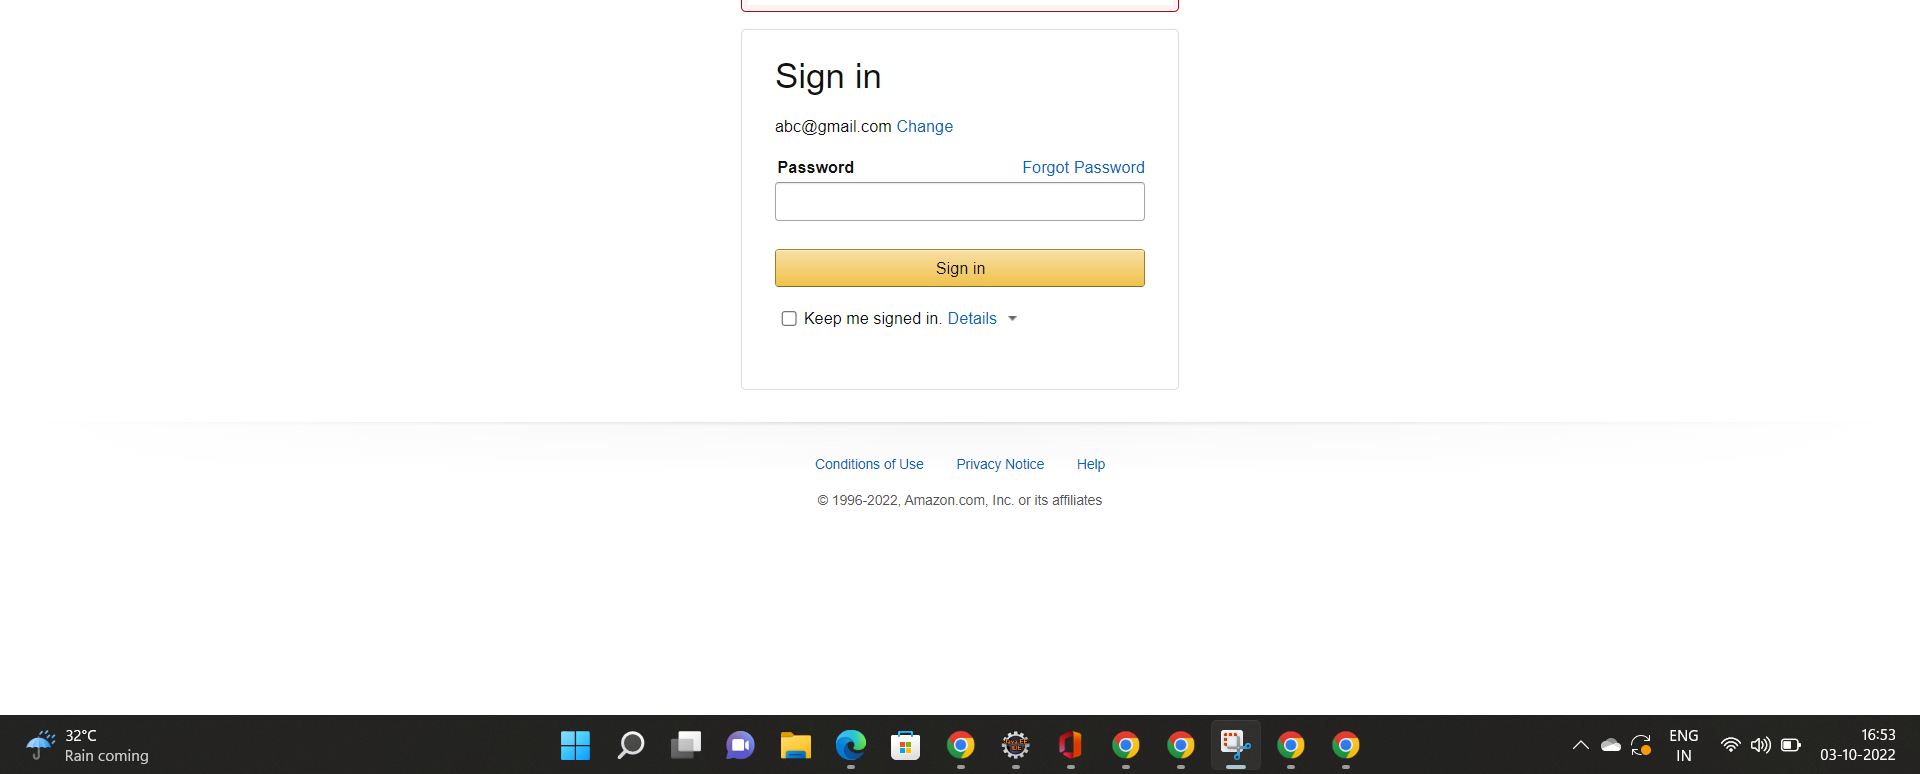 Sign in
abc@gmail.com Change
Password Forgot Password
Sign in
Keep me signed in. Details
Conditions of Use Privacy Notice Help
© 1996-2022, Amazon.com, Inc. or its affiliates
32°C
Rain coming
ENG
IN
16:53
03-10-2022